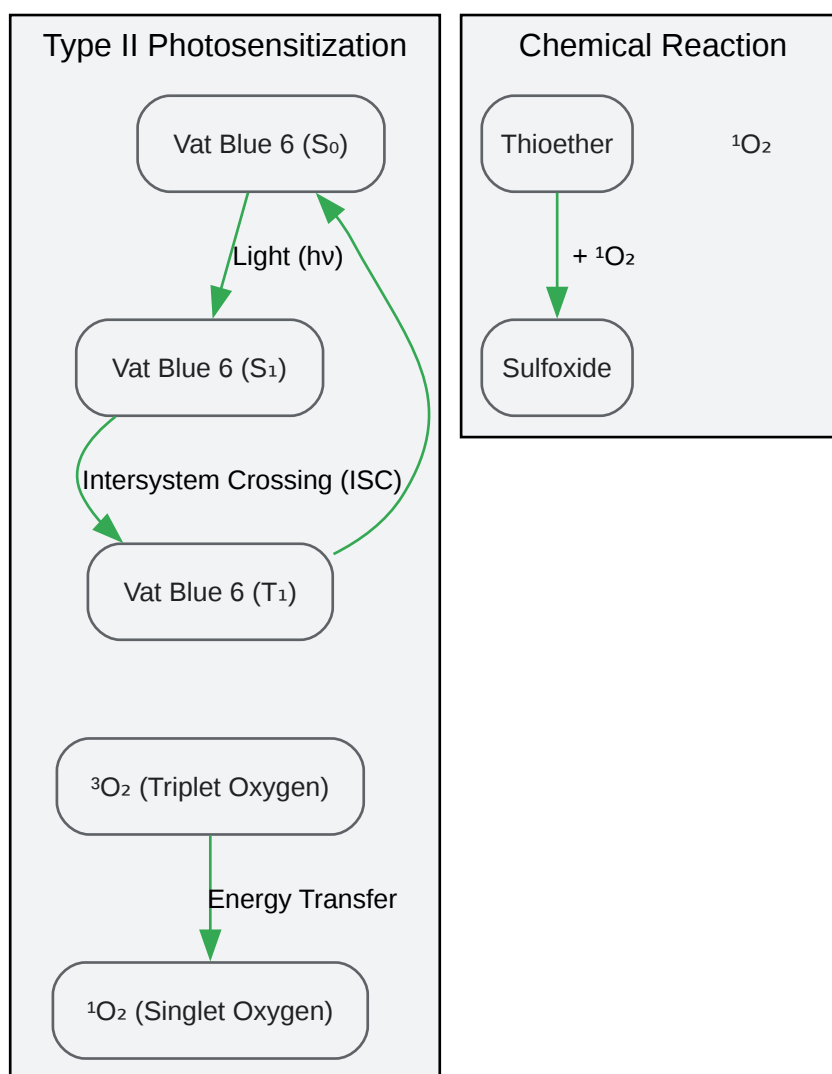 Type II Photosensitization
Vat Blue 6 (S₀)
Light (hν)
Vat Blue 6 (S₁)
Intersystem Crossing (ISC)
Vat Blue 6 (T₁)
³O₂ (Triplet Oxygen)
Energy Transfer
¹O₂ (Singlet Oxygen)
Chemical Reaction
Thioether
¹O₂
+ ¹O₂
Sulfoxide